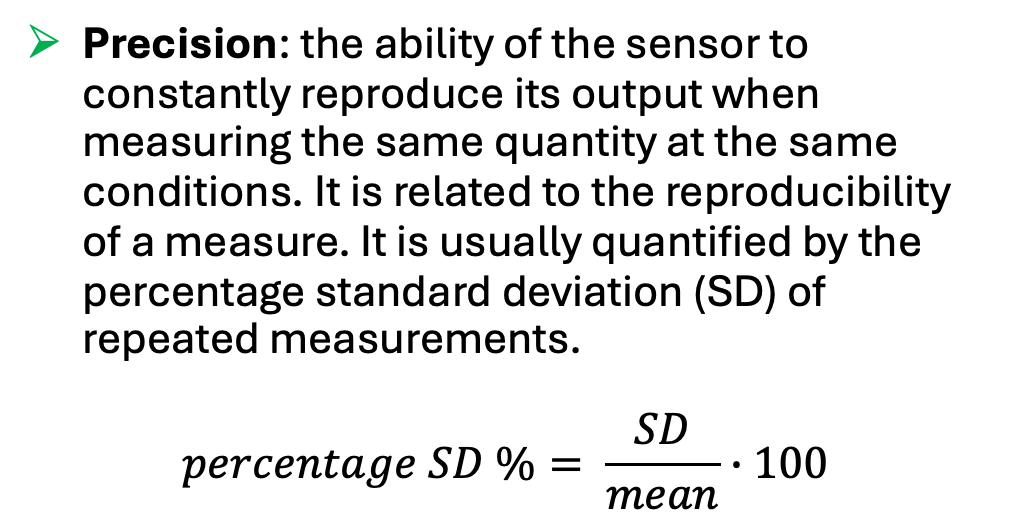 ➢ Precision: the ability of the sensor to
constantly reproduce its output when
measuring the same quantity at the same
conditions. It is related to the reproducibility
of a measure. It is usually quantified by the
percentage standard deviation (SD) of
repeated measurements.
percentage SD % = SD/mean · 100